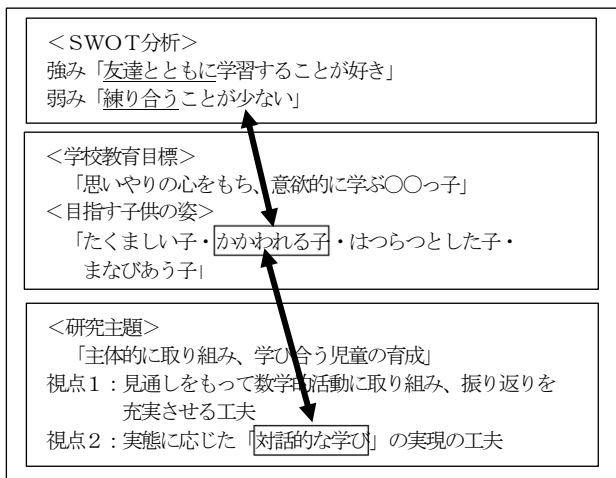 ＜ＳＷＯＴ分析＞
強み「友達とともに学習することが好き」
弱み「練り合うことが少ない」
＜学校教育目標＞
「思いやりの心をもち、意欲的に学ぶ〇〇っ子」
＜目指す子供の姿＞
「たくましい子・かかわれる子・はつらつとした子・
まなびあう子」
＜研究主題＞
「主体的に取り組み、学び合う児童の育成」
視点１：見通しをもって数学的活動に取り組み、振り返りを
充実させる工夫
視点２：実態に応じた「対話的な学び」の実現の工夫